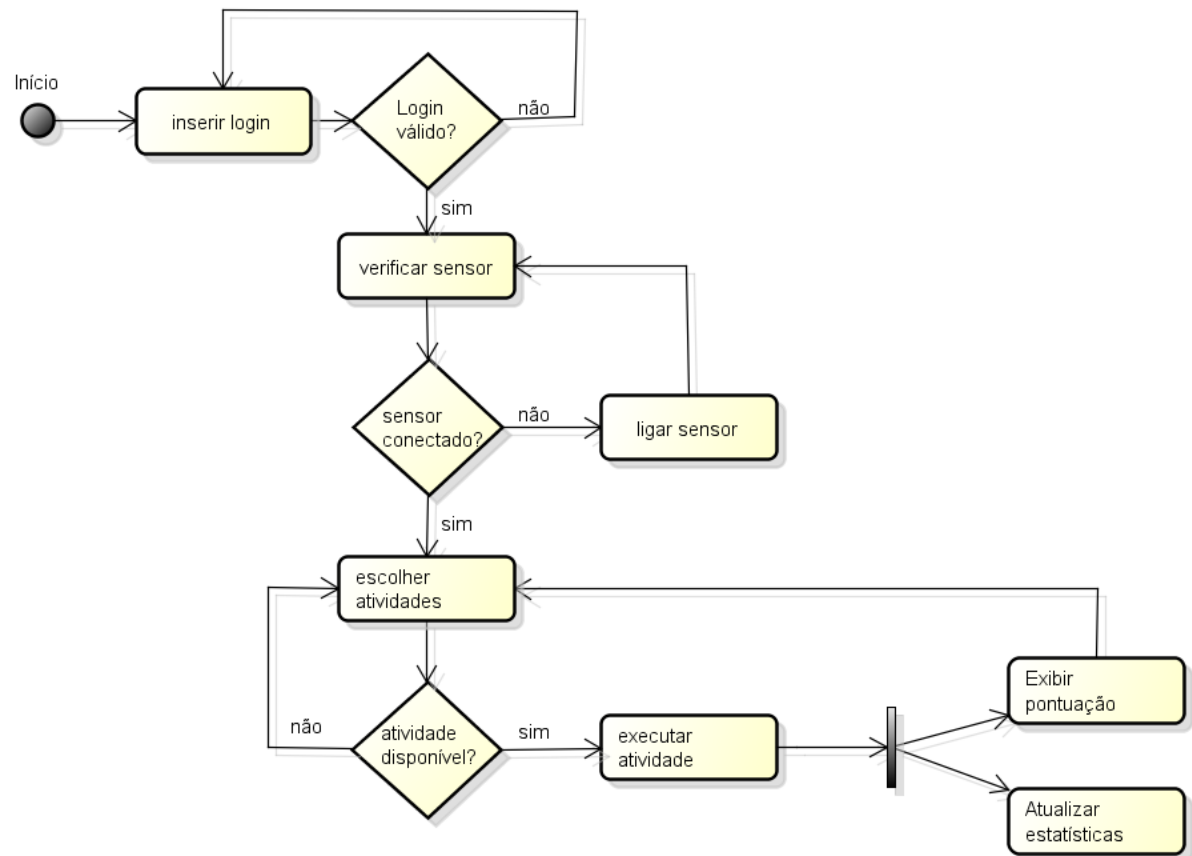 Início
inserir login
Login
válido?
não
sim
verificar sensor
sensor
conectado?
não
ligar sensor
sim
escolher
atividades
não
atividade
disponível?
sim
executar
atividade
Exibir
pontuação
Atualizar
estatísticas